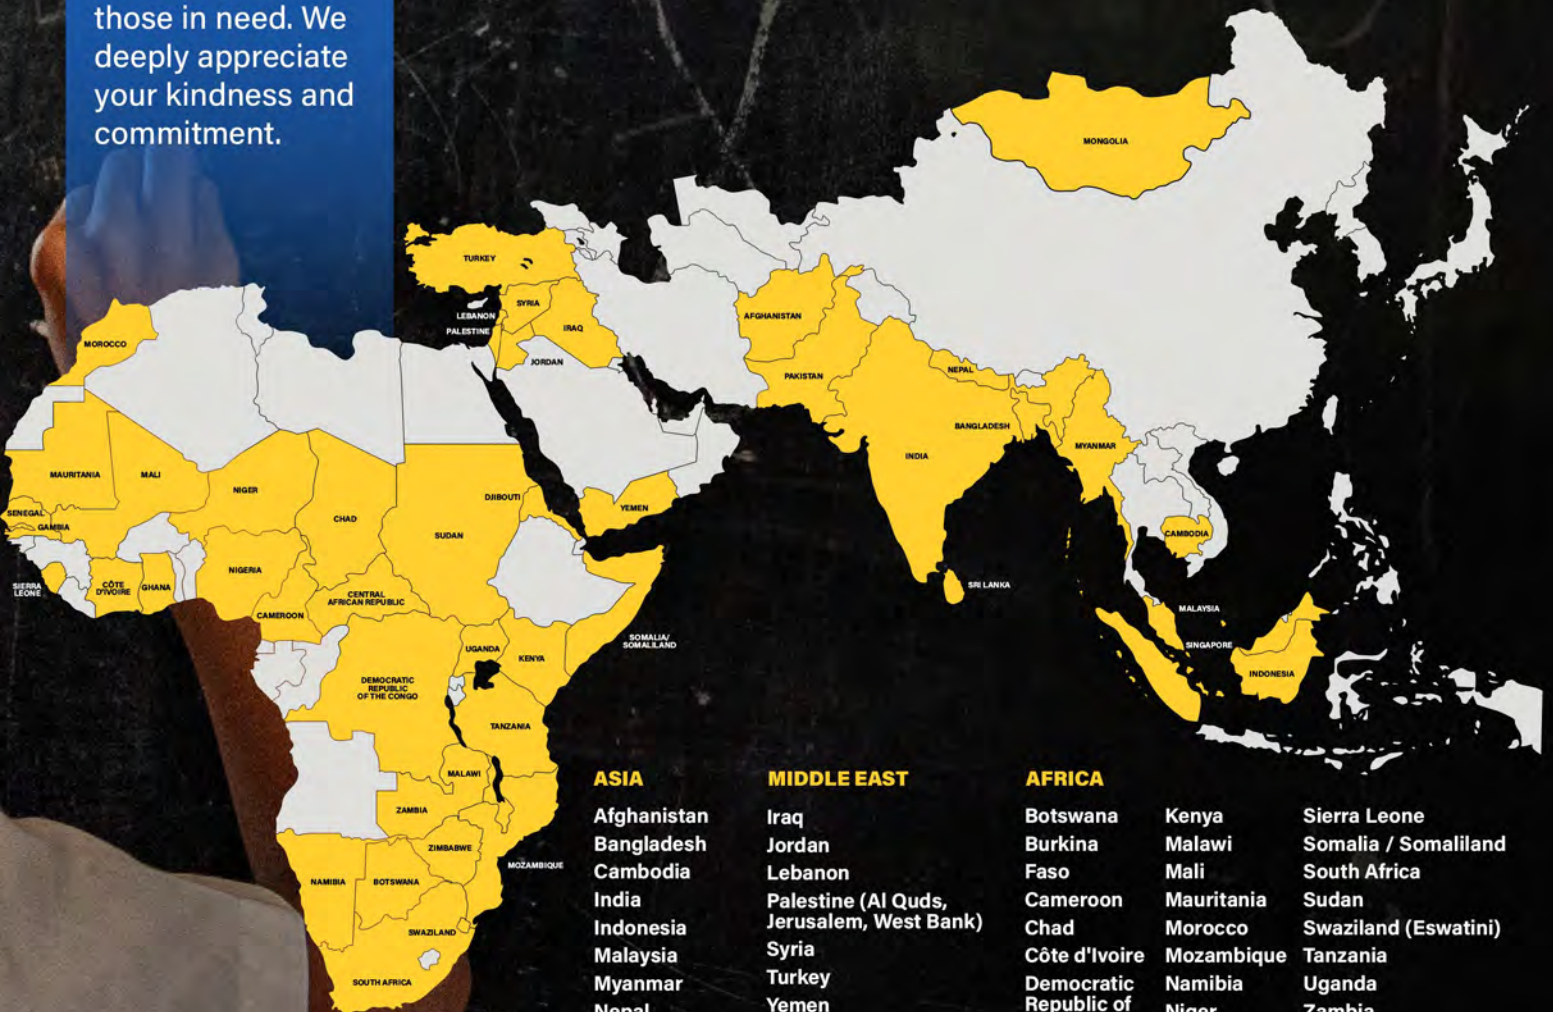 those in need. We
deeply appreciate
your kindness and
commitment.
MONGOLIA
TURKEY
SYRIA
LEBANON
PALESTINE
IRAQ
JORDAN
AFGHANISTAN
PAKISTAN
NEPAL
BANGLADESH
INDIA
MYANMAR
CAMBODIA
SRI LANKA
MALAYSIA
SINGAPORE
INDONESIA
YEMEN
MOROCCO
MAURITANIA
MALI
NIGER
CHAD
SUDAN
DJIBOUTI
SENEGAL
GAMBIA
SIERRA
LEONE
CÔTE
D'IVOIRE
GHANA
NIGERIA
CAMEROON
CENTRAL
AFRICAN REPUBLIC
SOMALIA/
SOMALILAND
UGANDA
KENYA
DEMOCRATIC
REPUBLIC
OF THE CONGO
TANZANIA
MALAWI
ZAMBIA
ZIMBABWE
MOZAMBIQUE
NAMIBIA
BOTSWANA
SWAZILAND
SOUTH AFRICA
ASIA
Afghanistan
Bangladesh
Cambodia
India
Indonesia
Malaysia
Myanmar
Nepal
MIDDLE EAST
Iraq
Jordan
Lebanon
Palestine (Al Quds,
Jerusalem, West Bank)
Syria
Turkey
Yemen
AFRICA
Botswana
Burkina
Faso
Cameroon
Chad
Côte d'Ivoire
Democratic
Republic of
Kenya
Malawi
Mali
Mauritania
Morocco
Mozambique
Namibia
Niger
Sierra Leone
Somalia / Somaliland
South Africa
Sudan
Swaziland (Eswatini)
Tanzania
Uganda
Zambia